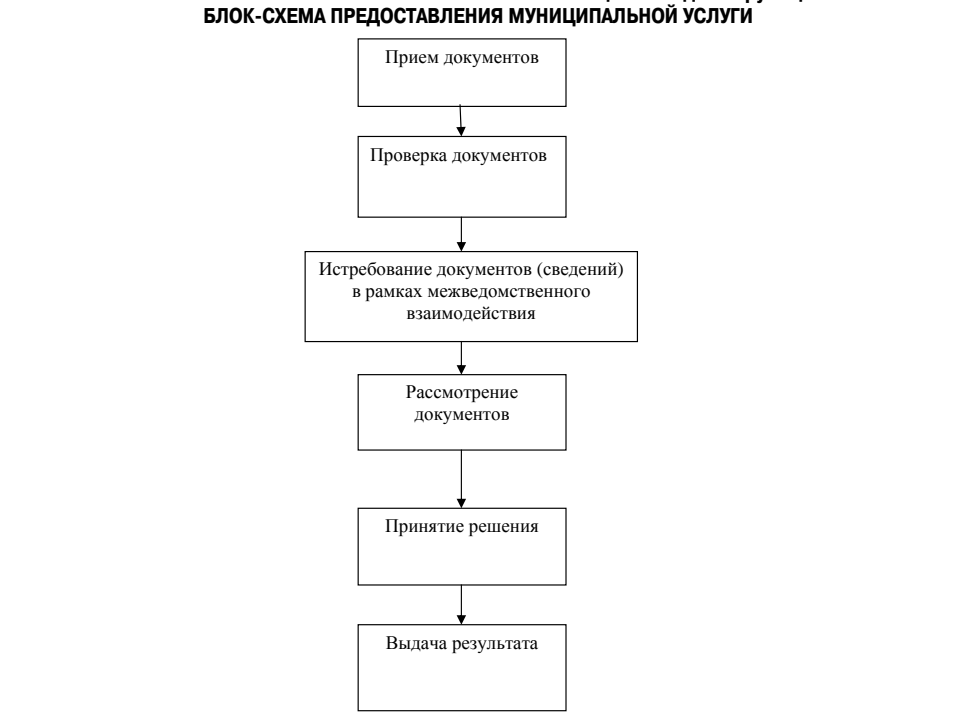 БЛОК-СХЕМА ПРЕДОСТАВЛЕНИЯ МУНИЦИПАЛЬНОЙ УСЛУГИ
Прием документов
Проверка документов
Истребование документов (сведений)
в рамках межведомственного
взаимодействия
Рассмотрение
документов
Принятие решения
Выдача результата